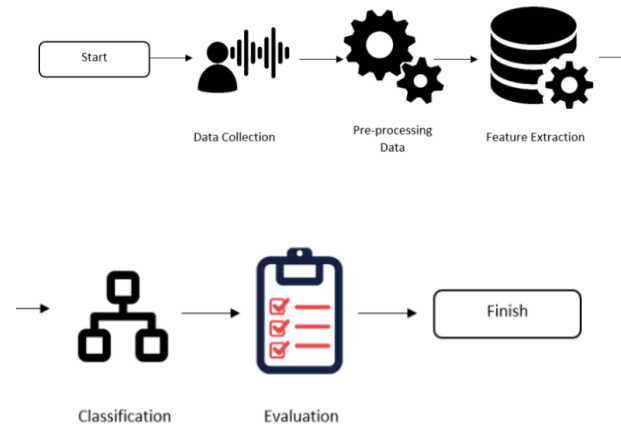 Start
Data Collection
Pre-processing
Data
Feature Extraction
Classification
Evaluation
Finish